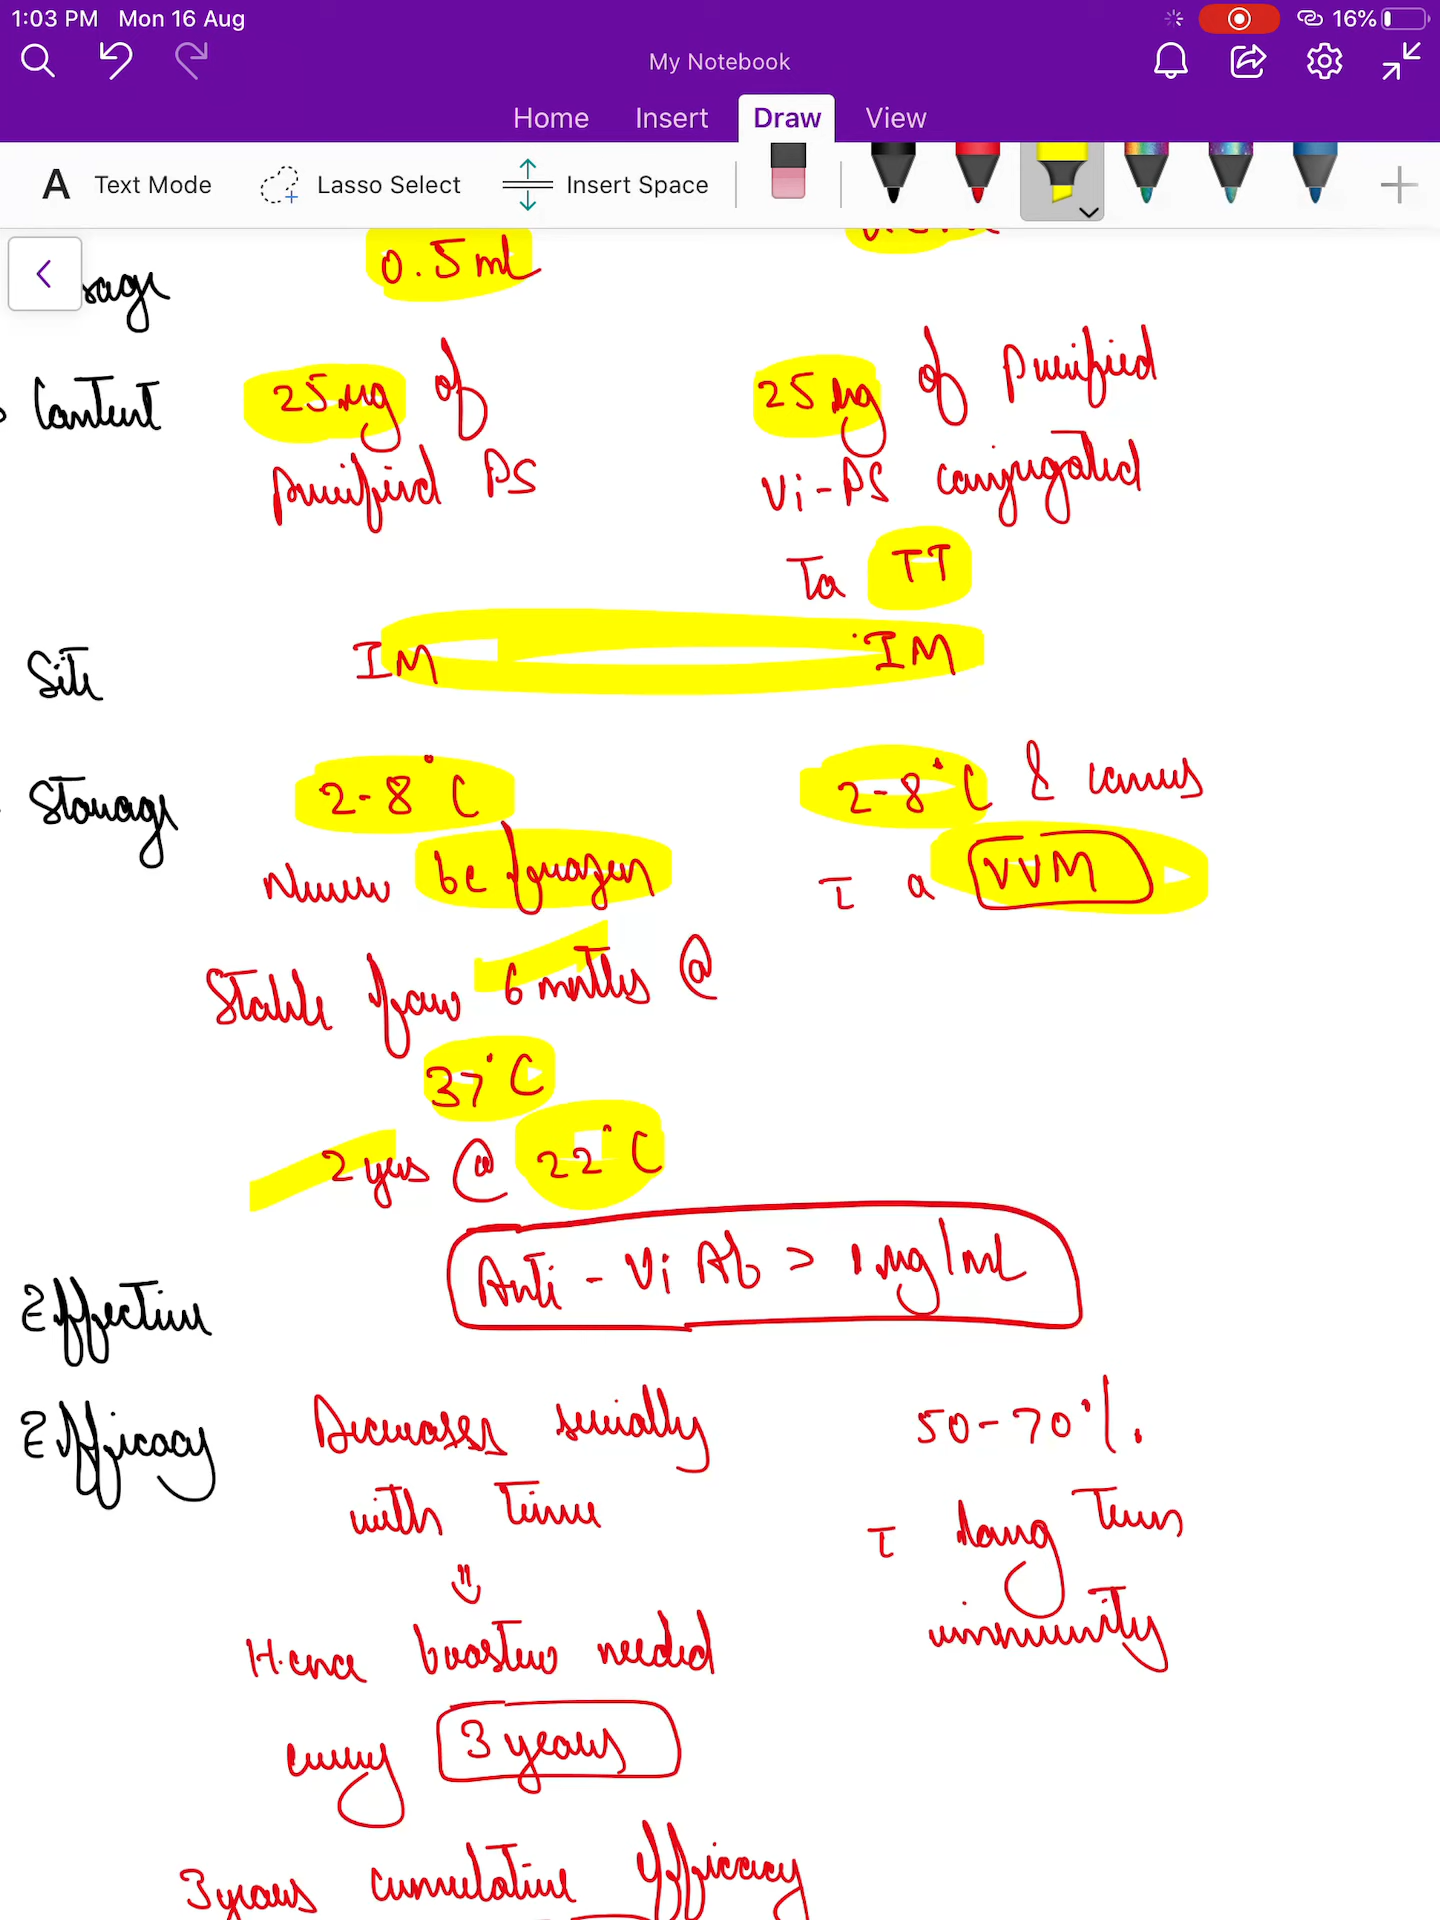 1:03 PM Mon 16 Aug 16%
My Notebook
Home Insert Draw View
A Text Mode Lasso Select Insert Space
sage 0.5 ml
Content 25 μg of 25 μg of Purified
Purified PS Vi-PS conjugated
To TT
Site IM IM
Storage 2-8°C 2-8°C & comes
Never be frozen a VVM
Stable for 6 months @
37°C
2 yrs @ 22°C
Effective Anti - Vi Ab > 1 μg/ml
Efficacy Decreases serially 50-70%.
with time long Term
immunity
Hence booster needed
every 3 years
3 years cumulative efficacy